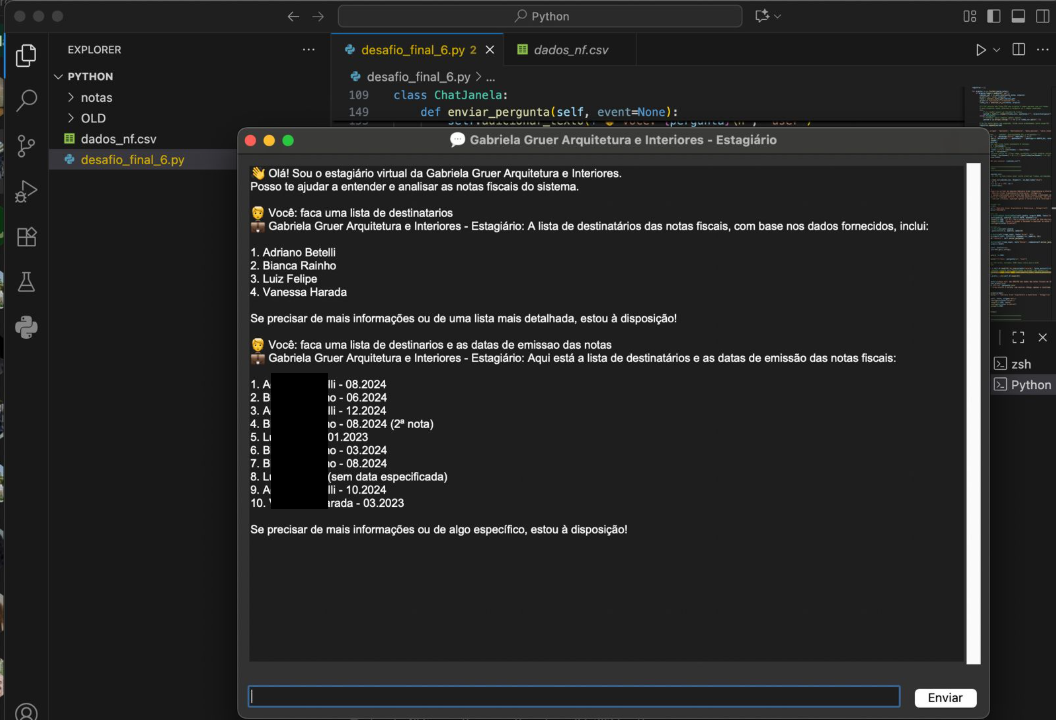 Python
EXPLORER
PYTHON
notas
OLD
dados_nf.csv
desafio_final_6.py
desafio_final_6.py 2
dados_nf.csv
desafio_final_6.py > ...
109 class ChatJanela:
149 def enviar_pergunta(self, event=None):
Gabriela Gruer Arquitetura e Interiores - Estagiário
👋 Olá! Sou o estagiário virtual da Gabriela Gruer Arquitetura e Interiores.
Posso te ajudar a entender e analisar as notas fiscais do sistema.
Você: faca uma lista de destinatarios
Gabriela Gruer Arquitetura e Interiores - Estagiário: A lista de destinatários das notas fiscais, com base nos dados fornecidos, inclui:
1. Adriano Betelli
2. Bianca Rainho
3. Luiz Felipe
4. Vanessa Harada
Se precisar de mais informações ou de uma lista mais detalhada, estou à disposição!
Você: faca uma lista de destinarios e as datas de emissao das notas
Gabriela Gruer Arquitetura e Interiores - Estagiário: Aqui está a lista de destinatários e as datas de emissão das notas fiscais:
1. A lli - 08.2024
2. B no - 06.2024
3. A lli - 12.2024
4. B no - 08.2024 (2ª nota)
5. Lu 01.2023
6. B no - 03.2024
7. B no - 08.2024
8. Lu (sem data especificada)
9. A lli - 10.2024
10. arada - 03.2023
Se precisar de mais informações ou de algo específico, estou à disposição!
Enviar
zsh
Python